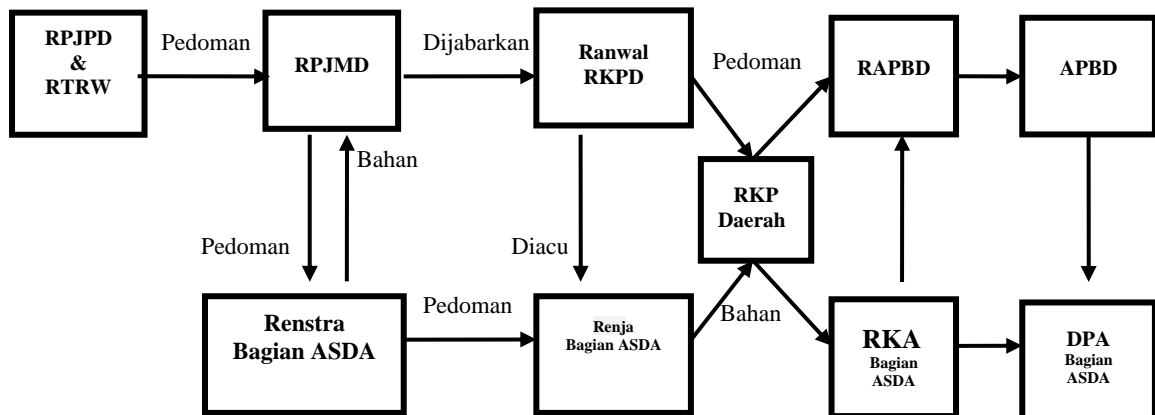 RPJPD
&
RTRW
Pedoman
RPJMD
Dijabarkan
Ranwal
RKPD
Pedoman
RAPBD
APBD
Bahan
RKP
Daerah
Pedoman
Diacu
Renstra
Bagian ASDA
Pedoman
Renja
Bagian ASDA
Bahan
RKA
Bagian
ASDA
DPA
Bagian
ASDA